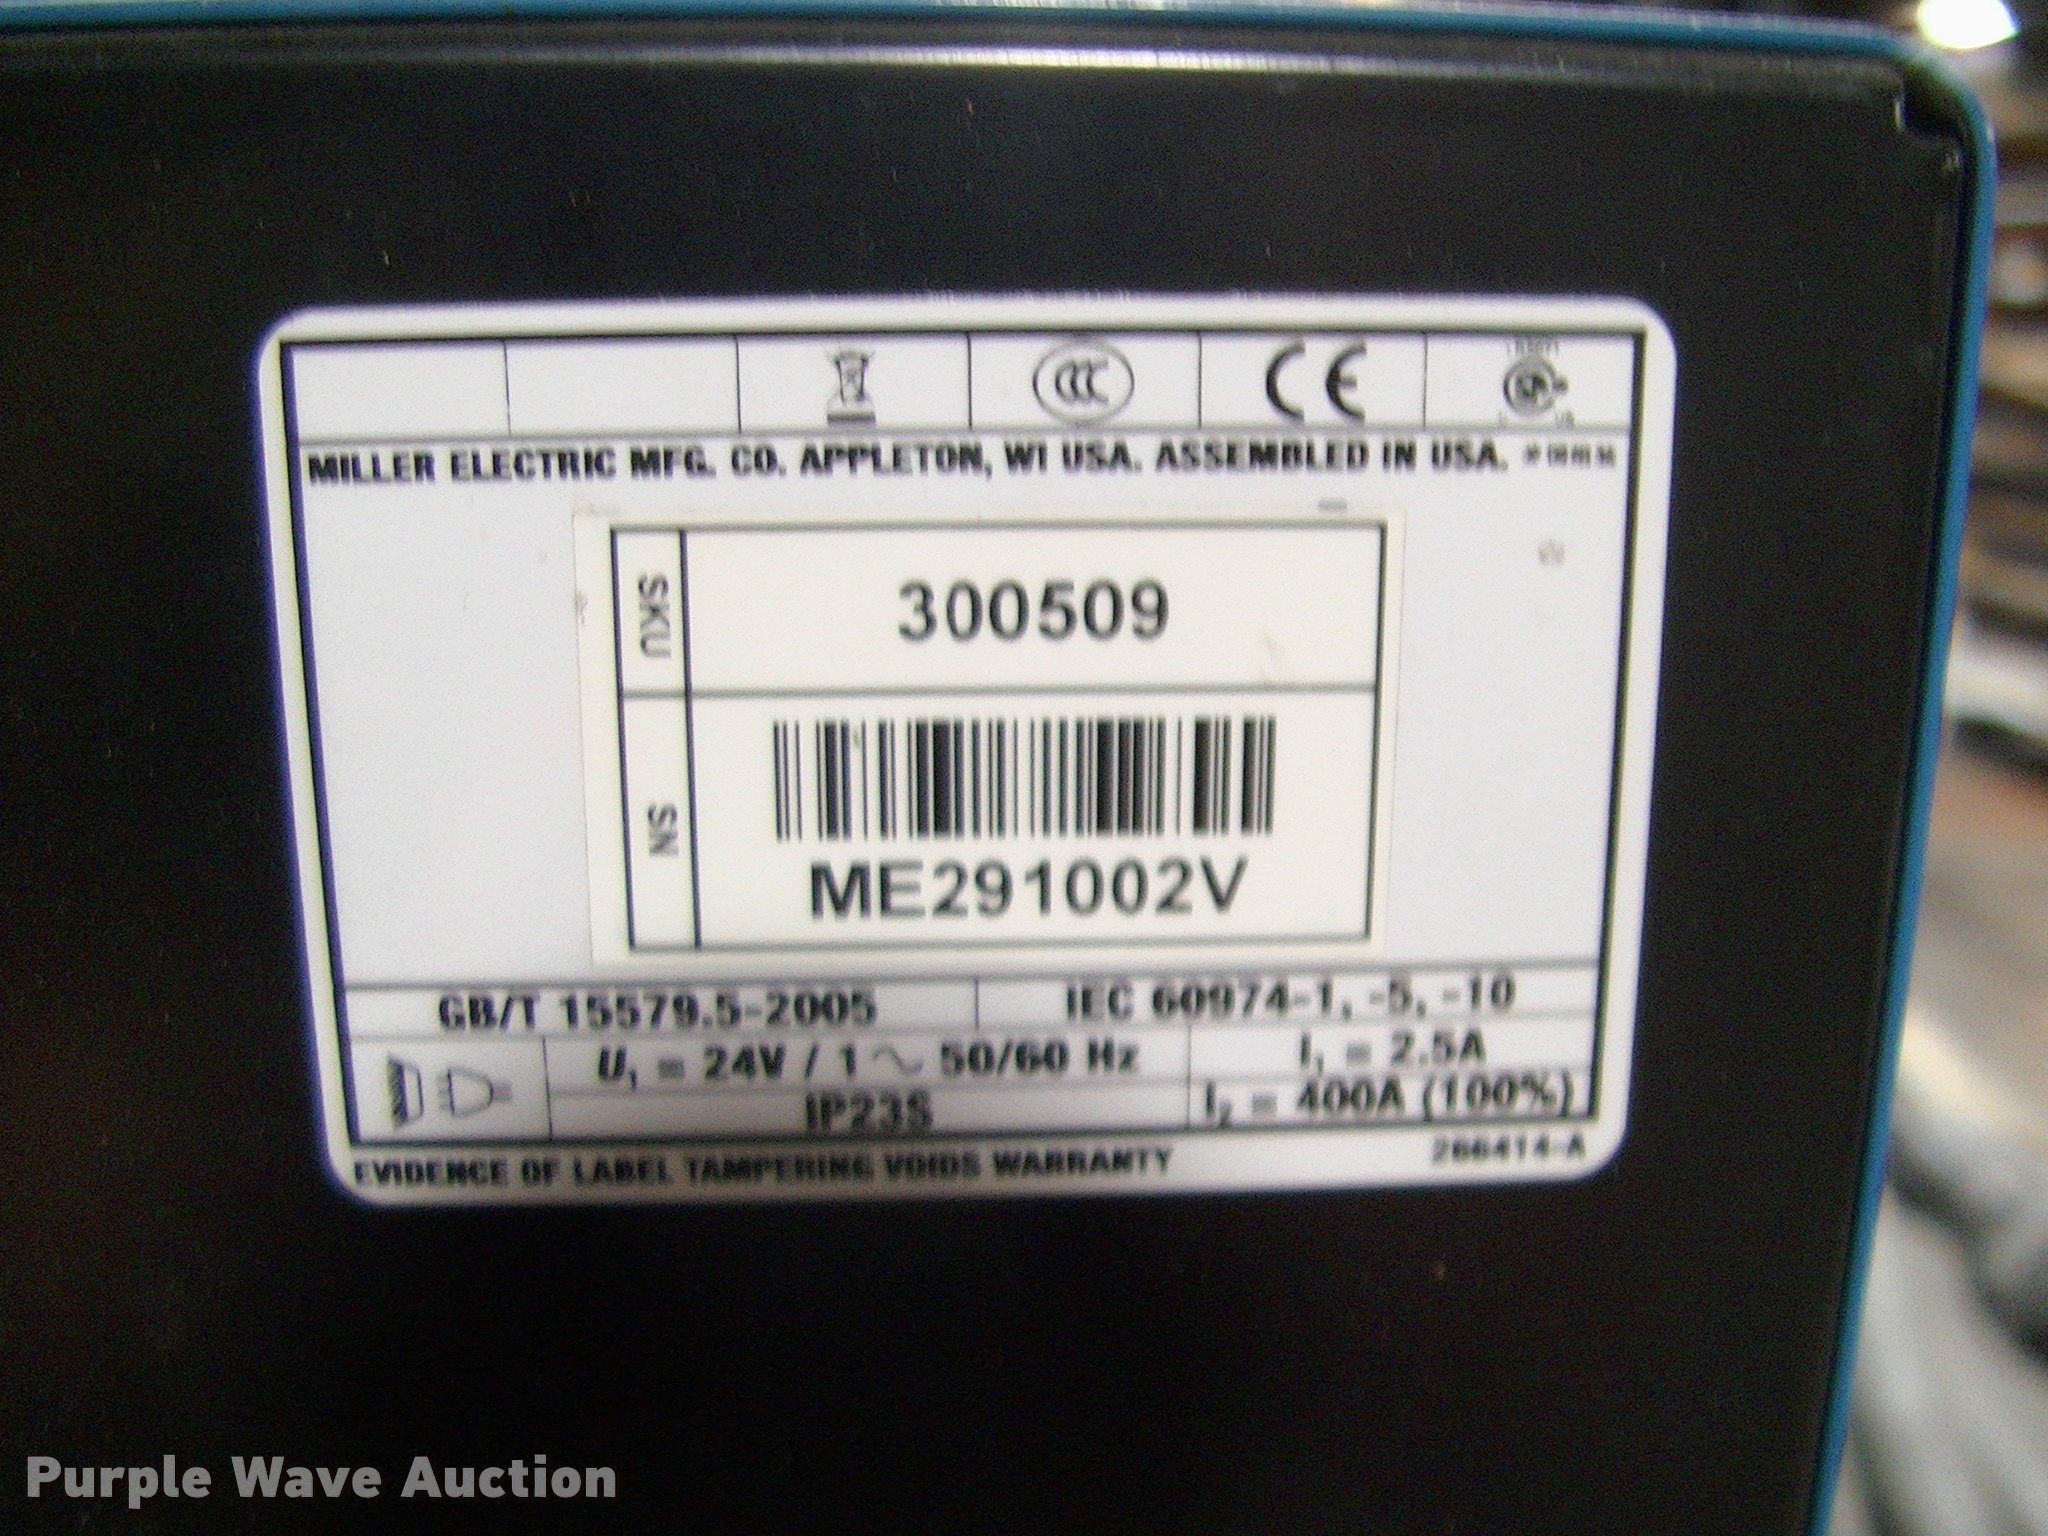 CE
MILLER ELECTRIC MFG. CO. APPLETON, WI USA. ASSEMBLED IN USA.
SKU
300509
SN
ME291002V
GB/T 15579.5-2005
IEC 60974-1, -5, -10
U₁ = 24V / 1 ~ 50/60 Hz
I₁ = 2.5A
IP23S
I₂ = 400A (100%)
EVIDENCE OF LABEL TAMPERING VOIDS WARRANTY
266414-A
Purple Wave Auction